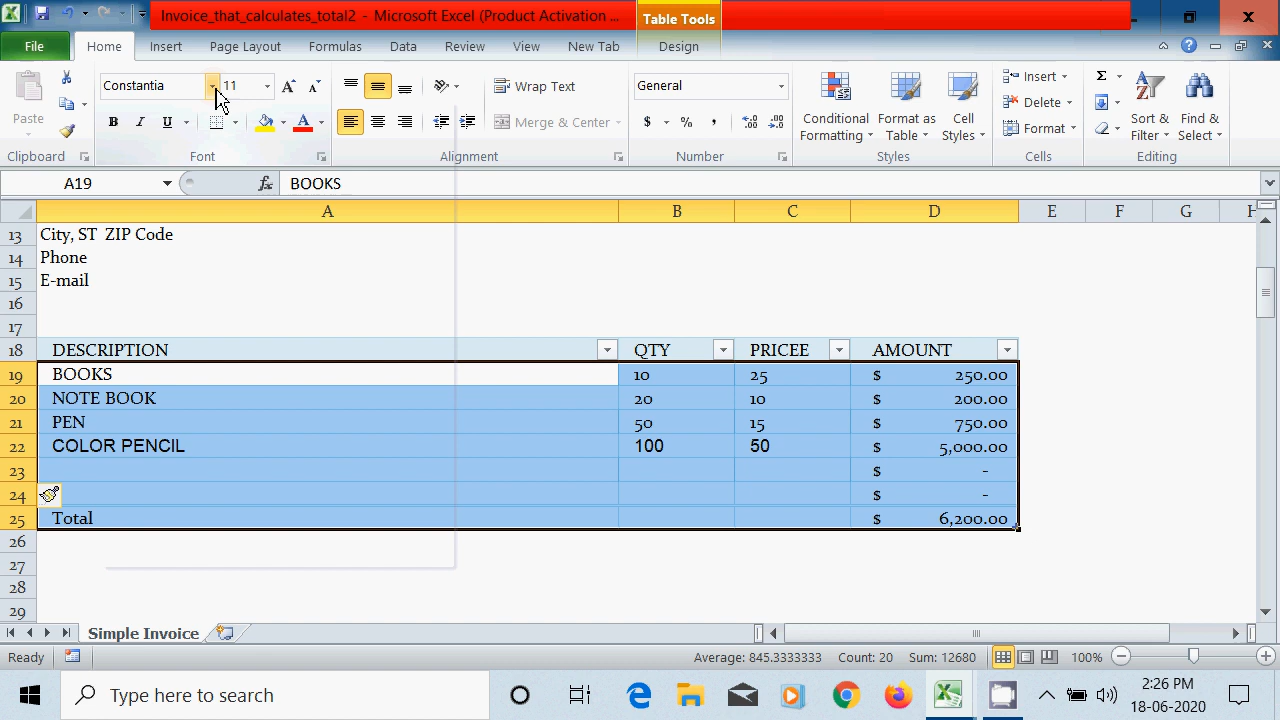 Invoice_that_calculates_total2 - Microsoft Excel (Product Activation ...
Table Tools
File Home Insert Page Layout Formulas Data Review View New Tab Design
Constantia 11 Wrap Text General Insert Σ
Paste Conditional Formatting Format as Table Cell Styles Delete Sort & Filter Find & Select
B I U A Merge & Center $ % , Format
Clipboard Font Alignment Number Styles Cells Editing
A19 fx BOOKS
A B C D E F G H
13 City, ST ZIP Code
14 Phone
15 E-mail
16
17
18 DESCRIPTION QTY PRICEE AMOUNT
19 BOOKS 10 25 $ 250.00
20 NOTE BOOK 20 10 $ 200.00
21 PEN 50 15 $ 750.00
22 COLOR PENCIL 100 50 $ 5,000.00
23 $ -
24 $ -
25 Total $ 6,200.00
26
27
28
29
Simple Invoice
Ready Average: 845.3333333 Count: 20 Sum: 12680 100%
Type here to search 2:26 PM
18-06-2020